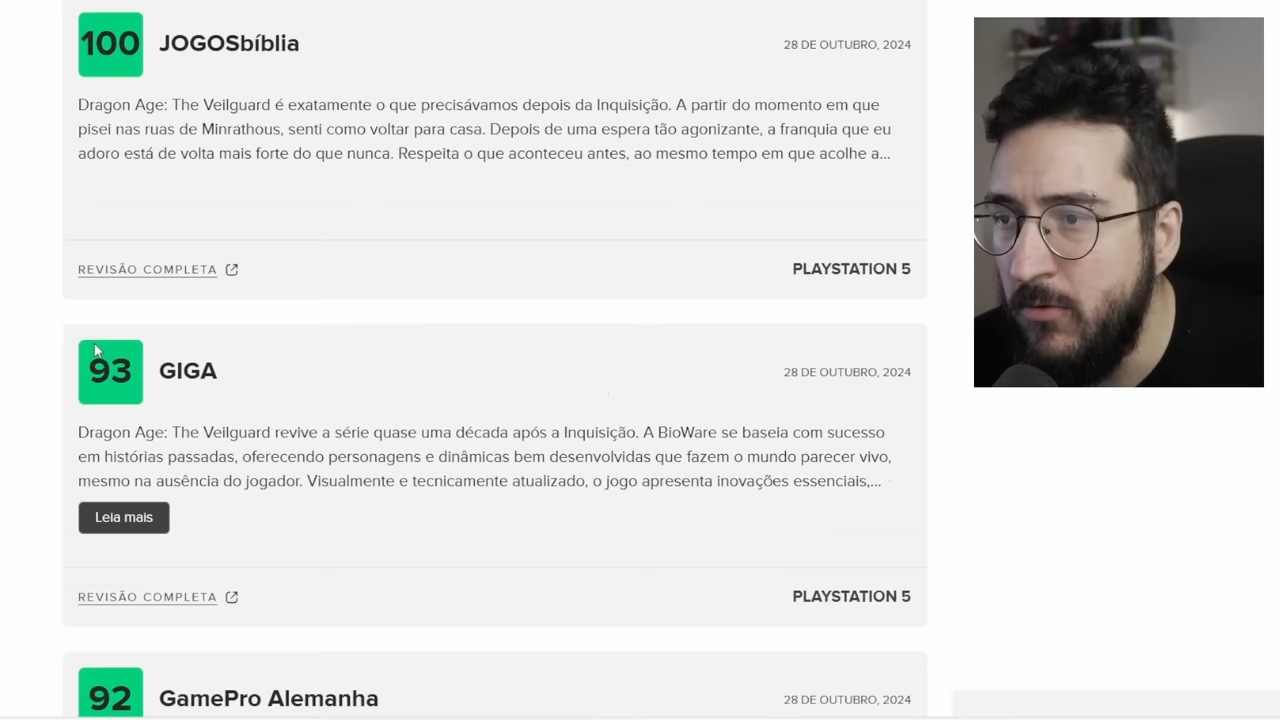 100 JOGOSbíblia 28 DE OUTUBRO, 2024
Dragon Age: The Veilguard é exatamente o que precisávamos depois da Inquisição. A partir do momento em que
pisei nas ruas de Minrathous, senti como voltar para casa. Depois de uma espera tão agonizante, a franquia que eu
adoro está de volta mais forte do que nunca. Respeita o que aconteceu antes, ao mesmo tempo em que acolhe a...
REVISÃO COMPLETA PLAYSTATION 5
93 GIGA 28 DE OUTUBRO, 2024
Dragon Age: The Veilguard revive a série quase uma década após a Inquisição. A BioWare se baseia com sucesso
em histórias passadas, oferecendo personagens e dinâmicas bem desenvolvidas que fazem o mundo parecer vivo,
mesmo na ausência do jogador. Visualmente e tecnicamente atualizado, o jogo apresenta inovações essenciais,...
Leia mais
REVISÃO COMPLETA PLAYSTATION 5
92 GamePro Alemanha 28 DE OUTUBRO, 2024